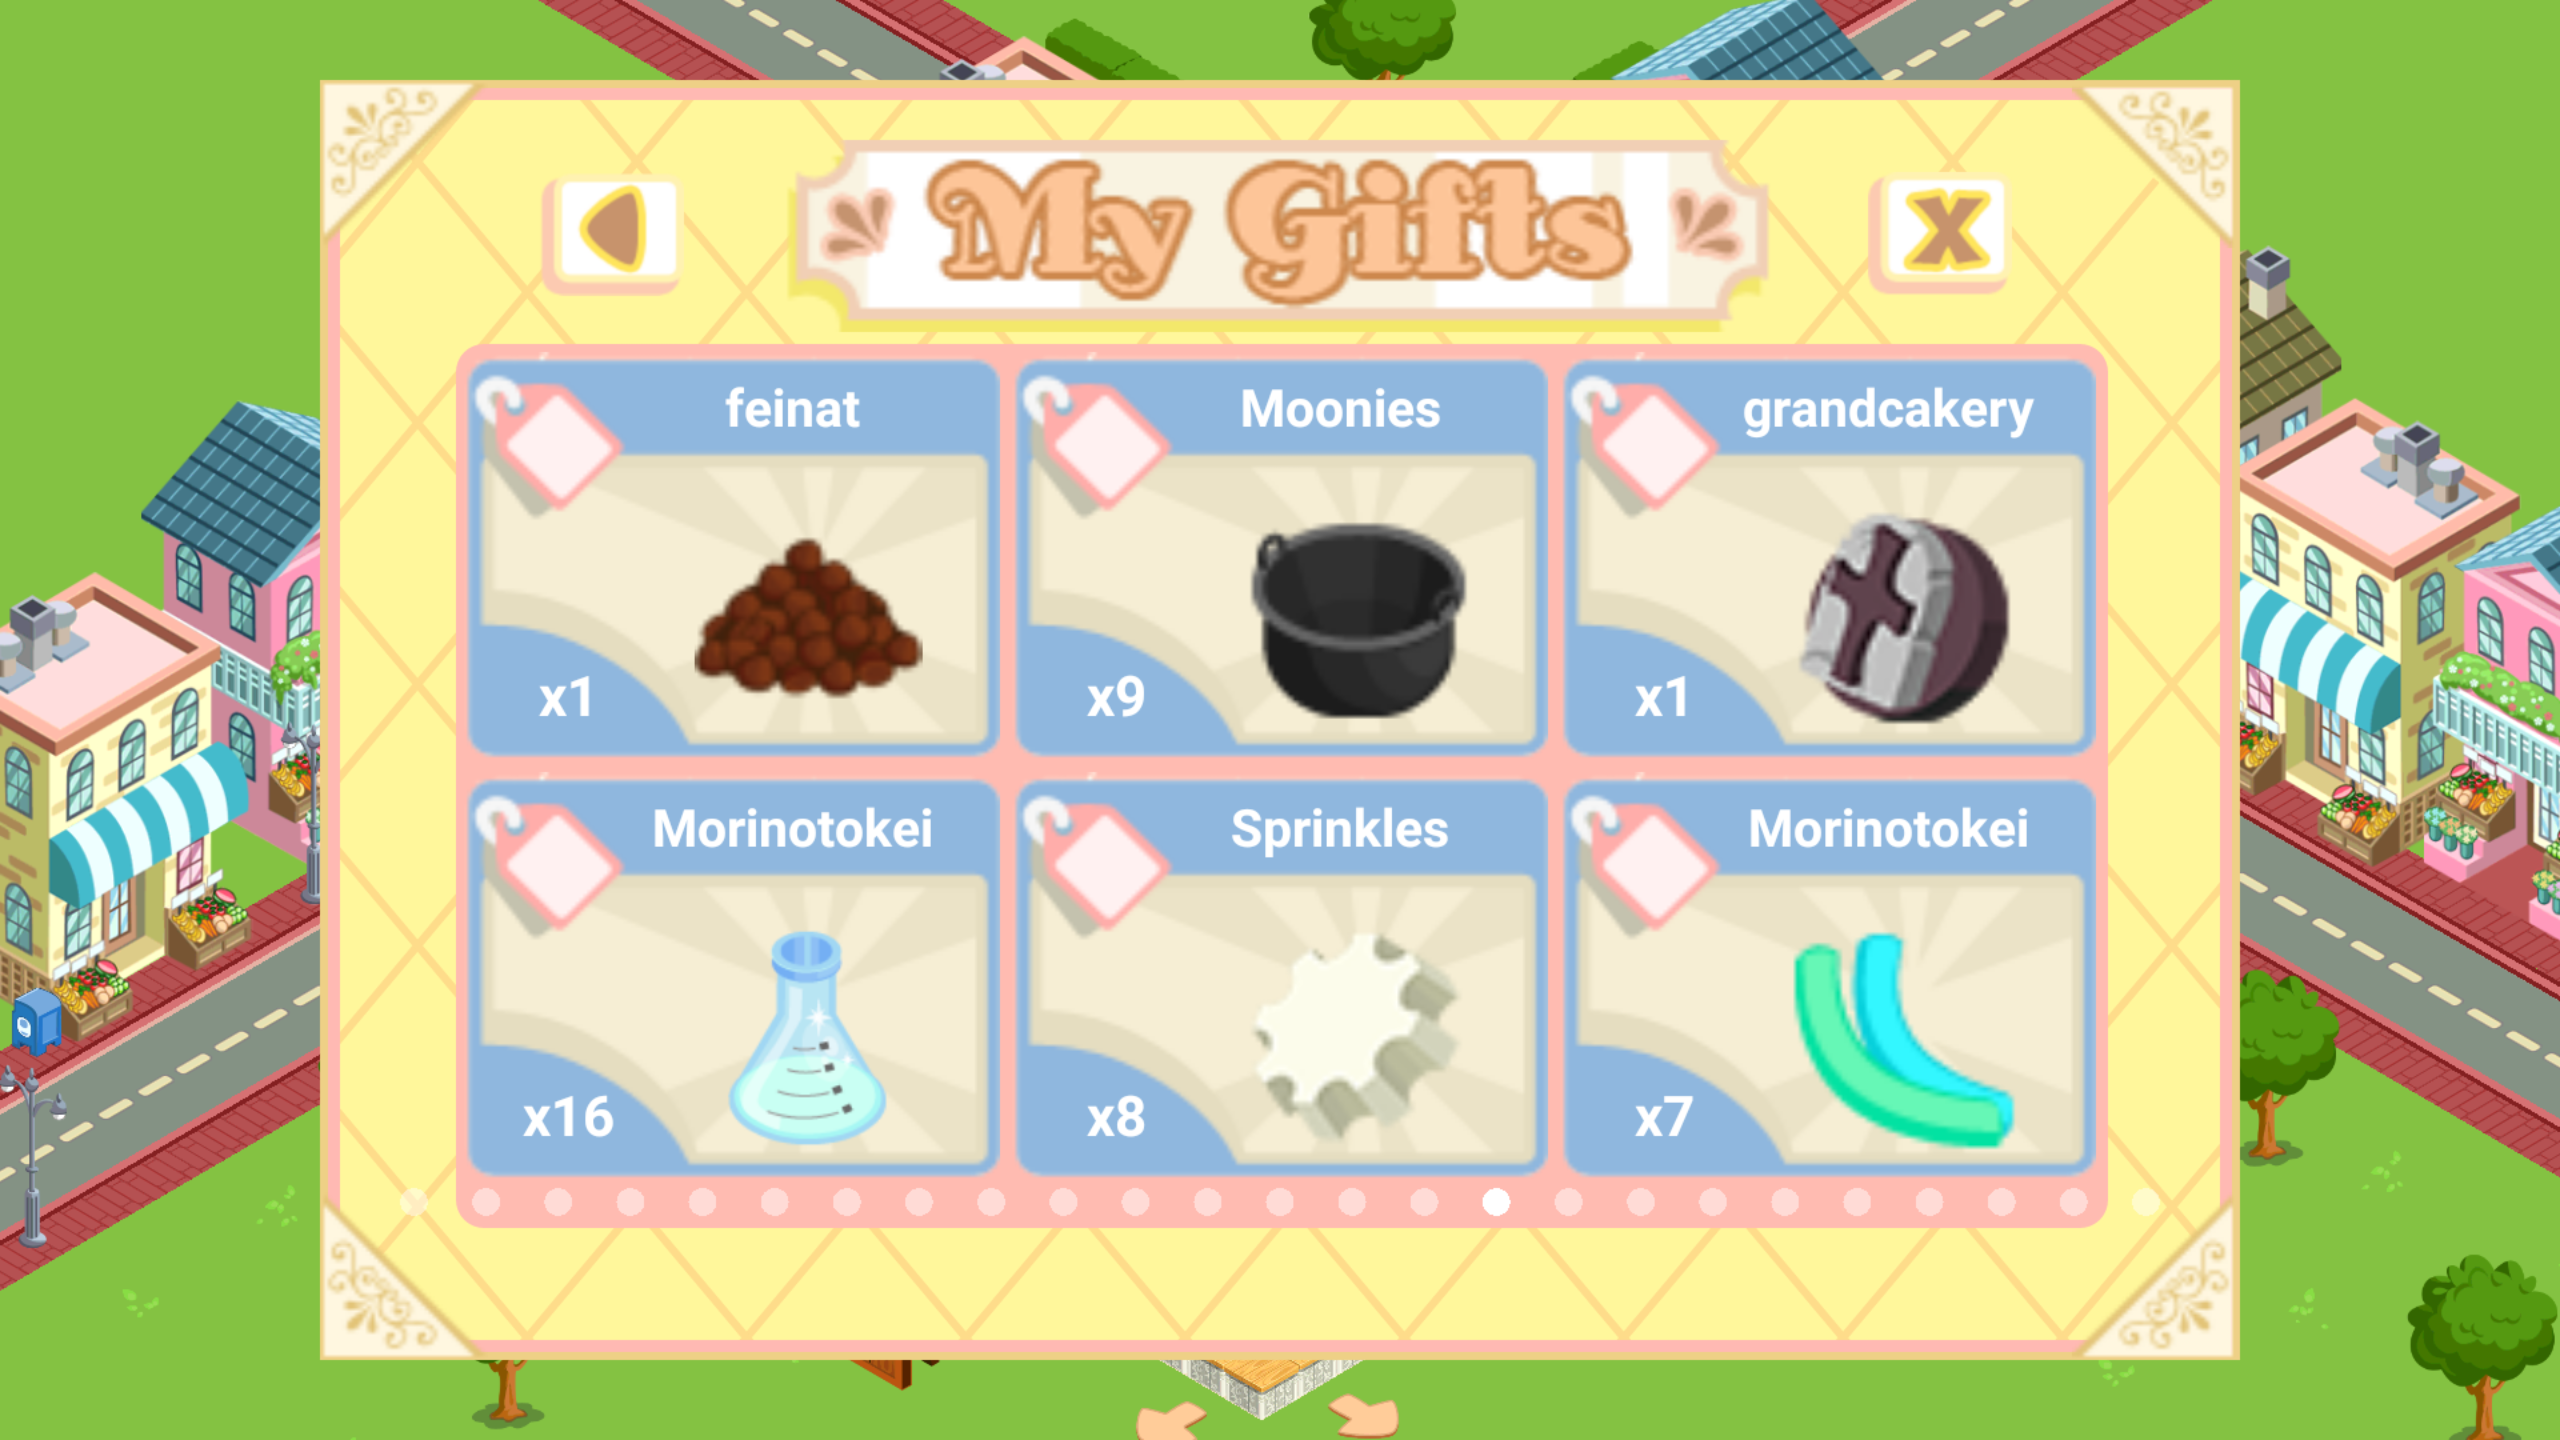 My Gifts
X
feinat
Moonies
grandcakery
x1
x9
x1
Morinotokei
Sprinkles
Morinotokei
x16
x8
x7